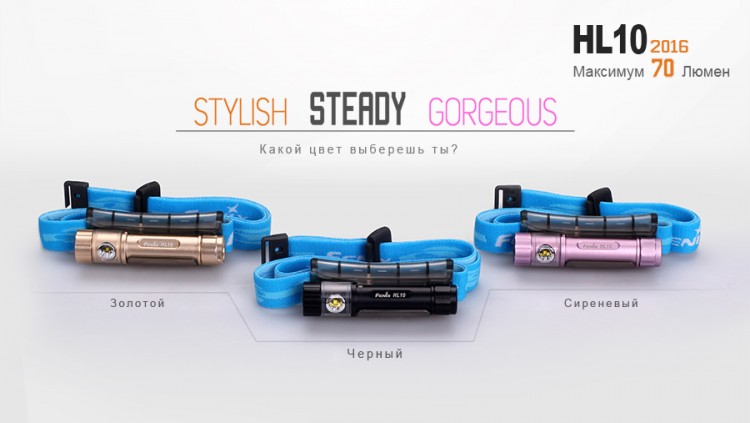 HL10 2016
Максимум 70 Люмен
STYLISH STEADY GORGEOUS
Какой цвет выберешь ты?
Fenix HL10
Fenix HL10
Fenix HL10
Золотой
Сиреневый
Черный